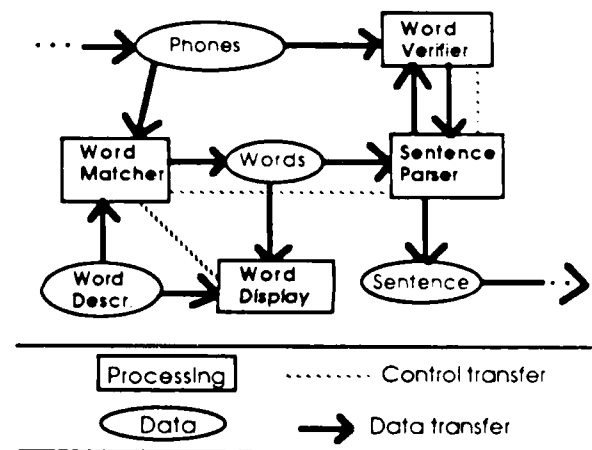 Phones
Word
Verifier
Word
Matcher
Words
Sentence
Parser
Word
Descr.
Word
Display
Sentence
Processing
Control transfer
Data
Data transfer